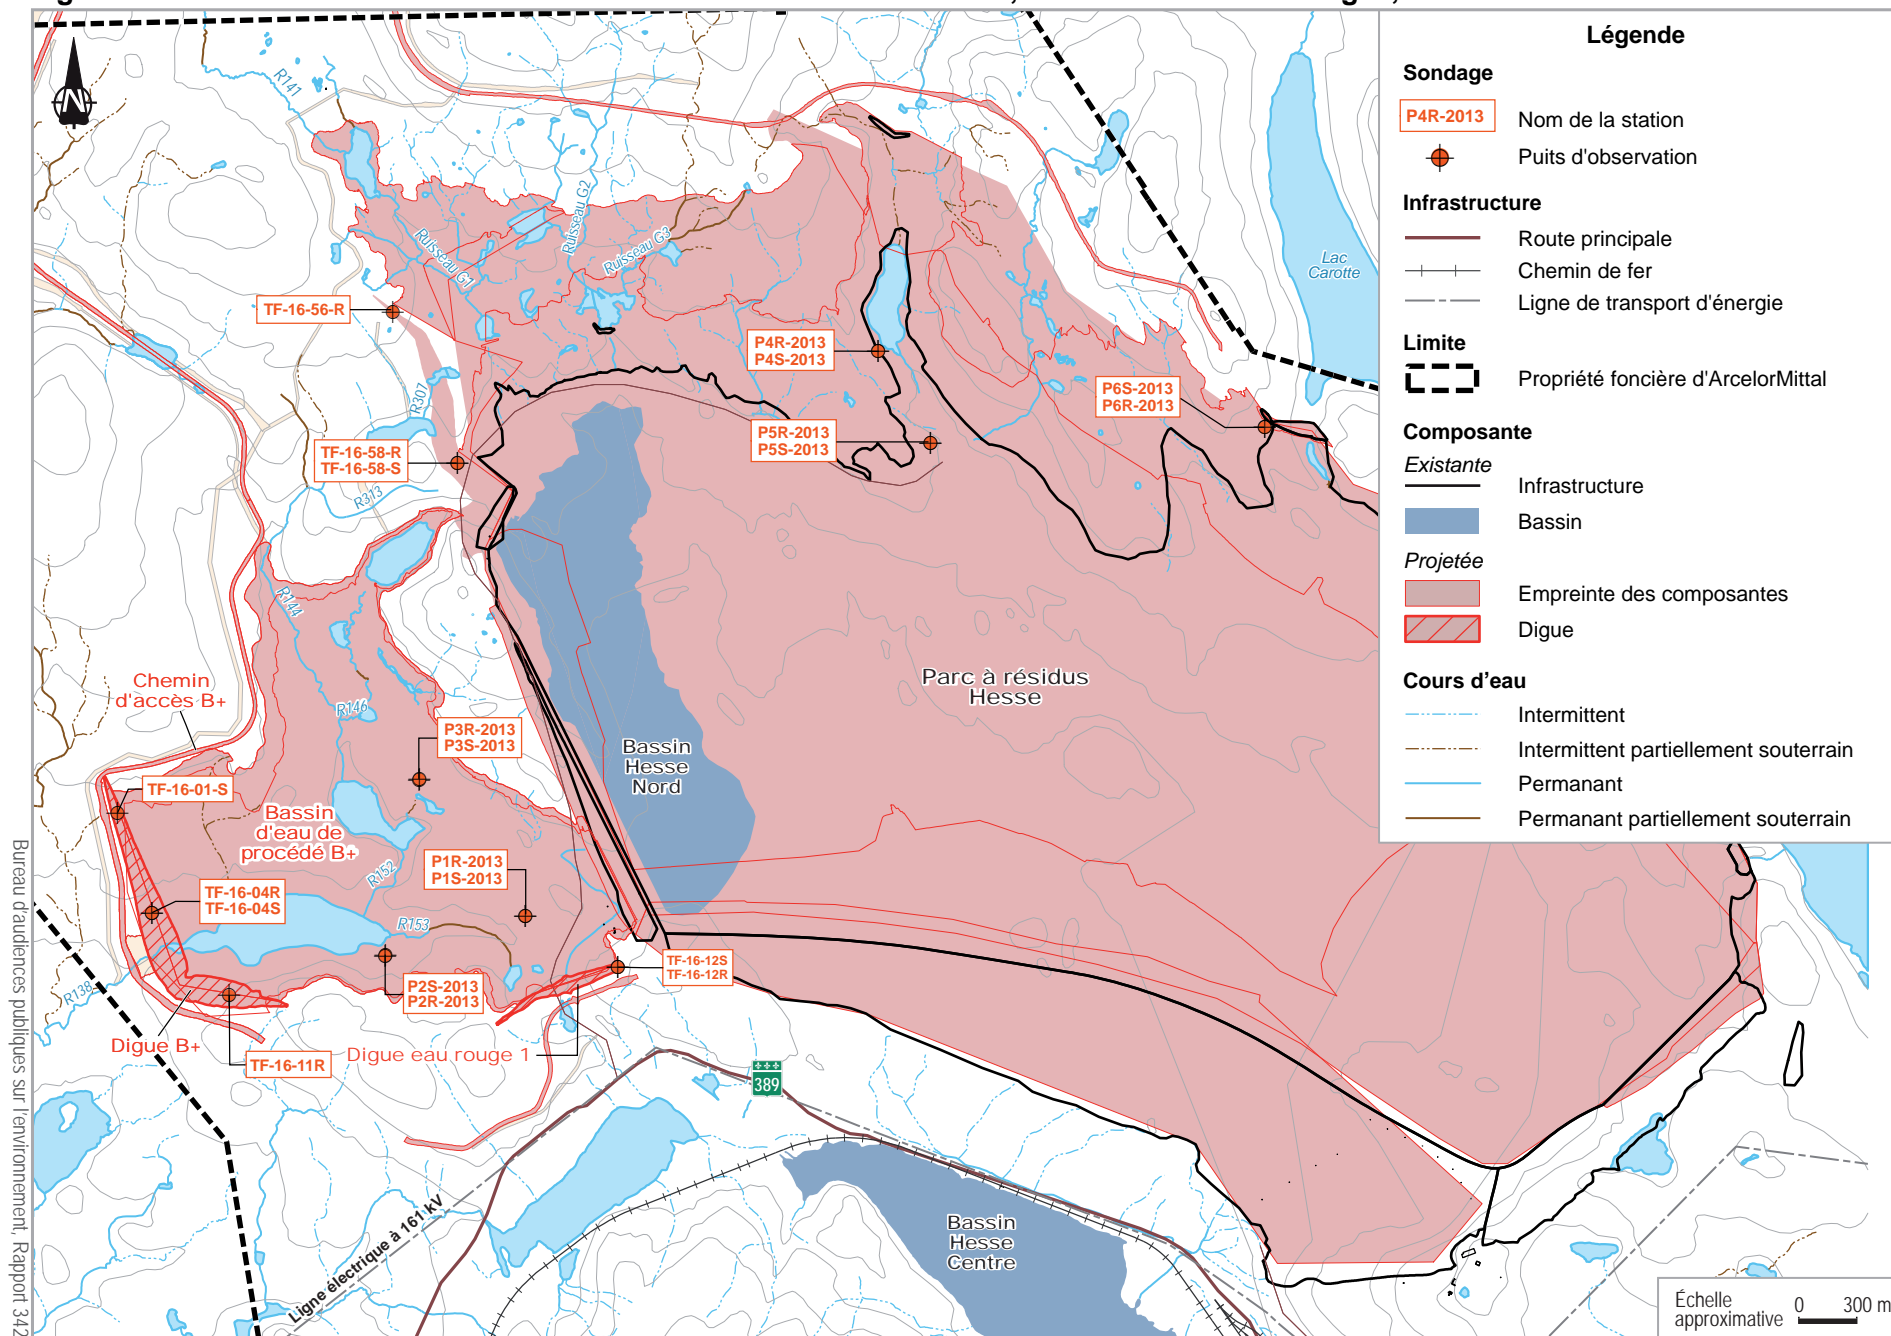 Légende
Sondage
P4R-2013
Nom de la station
Puits d'observation
Infrastructure
Route principale
Chemin de fer
Ligne de transport d'énergie
Limite
Propriété foncière d'ArcelorMittal
Composante
Existante
Infrastructure
Bassin
Projetée
Empreinte des composantes
Digue
Cours d'eau
Intermittent
Intermittent partiellement souterrain
Permanant
Permanant partiellement souterrain
N
R141
Ruisseau G1
Ruisseau G2
Ruisseau G3
Lac
Carotte
TF-16-56-R
P4R-2013
P4S-2013
P6S-2013
P6R-2013
R307
P5R-2013
P5S-2013
TF-16-58-R
TF-16-58-S
R313
R144
Chemin
d'accès B+
R146
Parc à résidus
Hesse
P3R-2013
P3S-2013
Bassin
Hesse
Nord
TF-16-01-S
Bassin
d'eau de
procédé B+
R152
P1R-2013
P1S-2013
TF-16-04R
TF-16-04S
R153
TF-16-12S
TF-16-12R
R138
P2S-2013
P2R-2013
Digue B+
Digue eau rouge 1
TF-16-11R
389
Ligne électrique à 161 kV
Bassin
Hesse
Centre
Échelle
approximative
0 300 m
Bureau d'audiences publiques sur l'environnement, Rapport 342